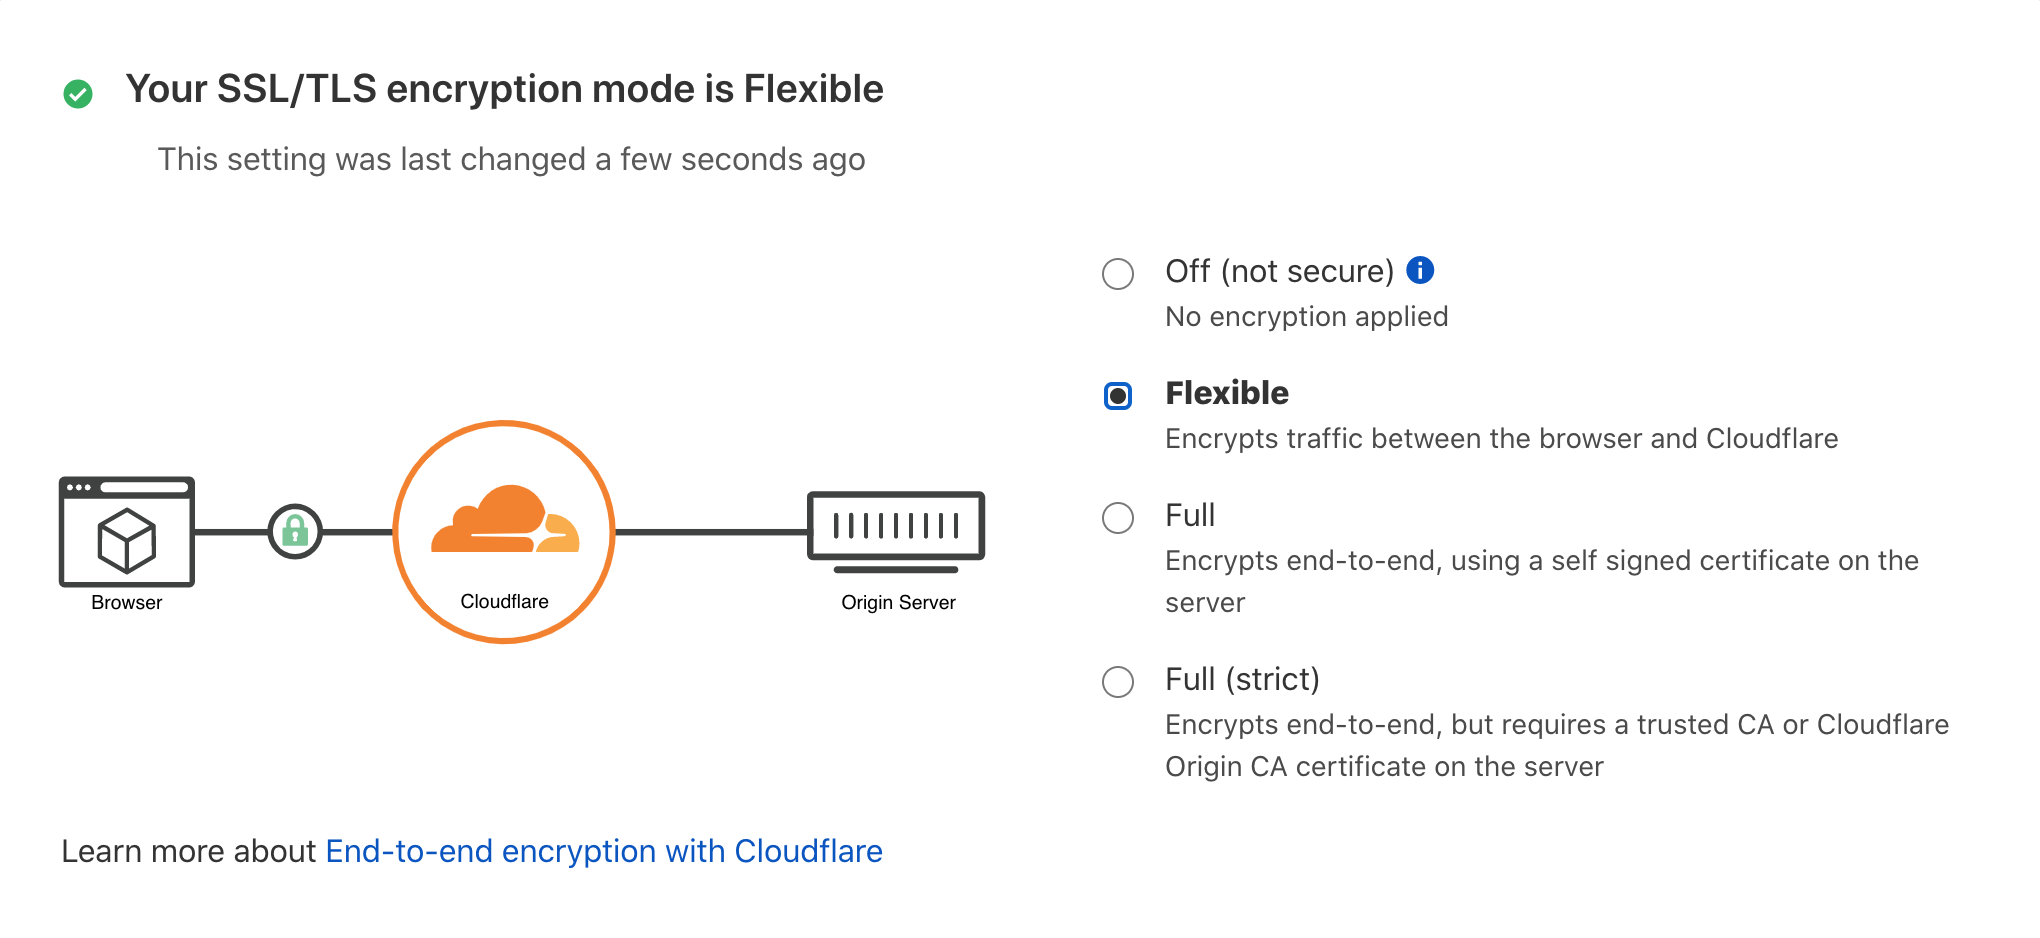 Your SSL/TLS encryption mode is Flexible
This setting was last changed a few seconds ago
Off (not secure)
No encryption applied
Flexible
Encrypts traffic between the browser and Cloudflare
Full
Encrypts end-to-end, using a self signed certificate on the
server
Full (strict)
Encrypts end-to-end, but requires a trusted CA or Cloudflare
Origin CA certificate on the server
Browser
Cloudflare
Origin Server
Learn more about End-to-end encryption with Cloudflare